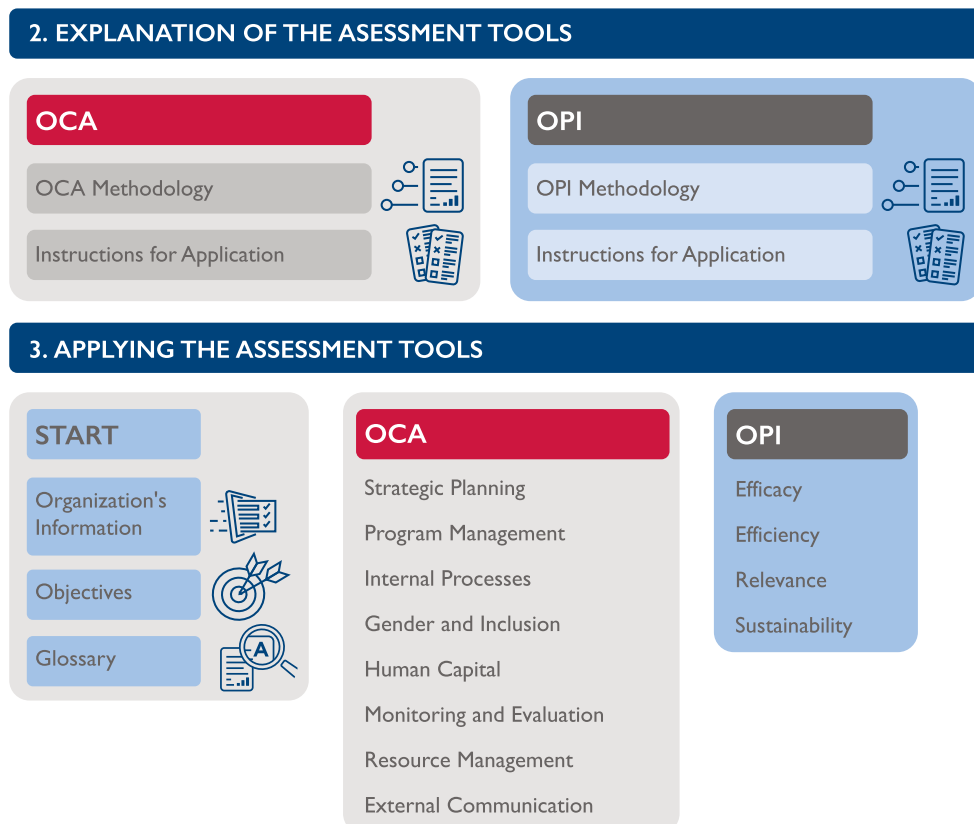 2. EXPLANATION OF THE ASESSMENT TOOLS
OCA
OCA Methodology
Instructions for Application
OPI
OPI Methodology
Instructions for Application
3. APPLYING THE ASSESSMENT TOOLS
START
Organization's
Information
Objectives
Glossary
A
OCA
Strategic Planning
Program Management
Internal Processes
Gender and Inclusion
Human Capital
Monitoring and Evaluation
Resource Management
External Communication
OPI
Efficacy
Efficiency
Relevance
Sustainability